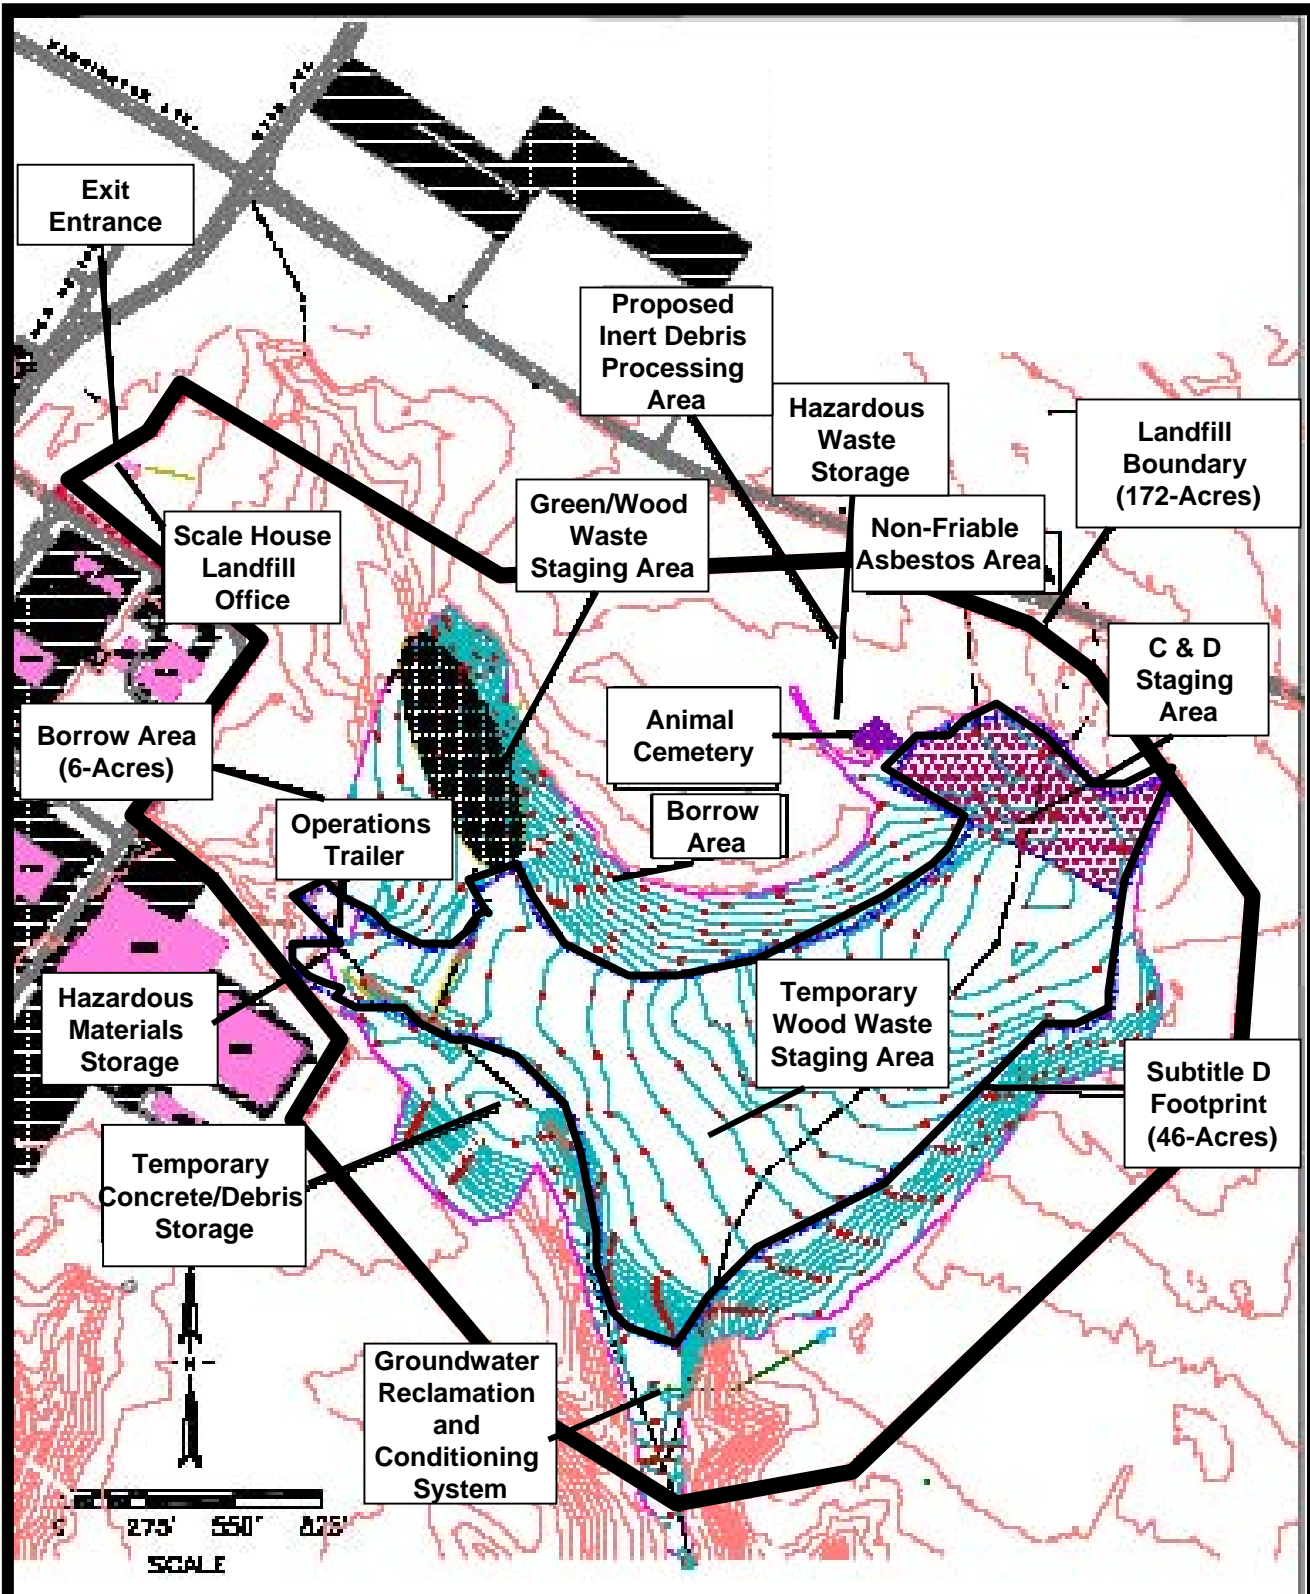 Exit
Entrance
Proposed
Inert Debris
Processing
Area
Hazardous
Waste
Storage
Landfill
Boundary
(172-Acres)
Green/Wood
Waste
Staging Area
Non-Friable
Asbestos Area
Scale House
Landfill
Office
C & D
Staging
Area
Borrow Area
(6-Acres)
Animal
Cemetery
Operations
Trailer
Borrow
Area
Hazardous
Materials
Storage
Temporary
Wood Waste
Staging Area
Subtitle D
Footprint
(46-Acres)
Temporary
Concrete/Debris
Storage
Groundwater
Reclamation
and
Conditioning
System
N
0 275' 550' 825'
SCALE